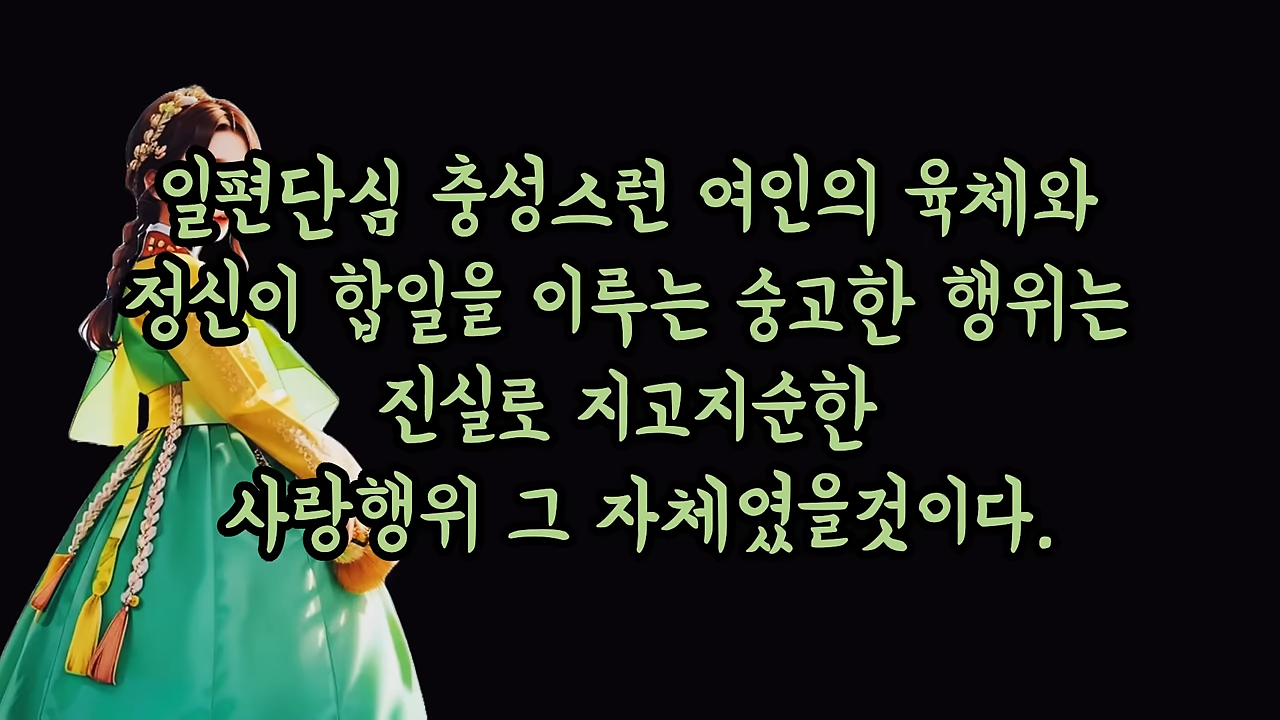 일편단심 충성스런 여인의 육체와
정신이 합일을 이루는 숭고한 행위는
진실로 지고지순한
사랑행위 그 자체였을것이다.